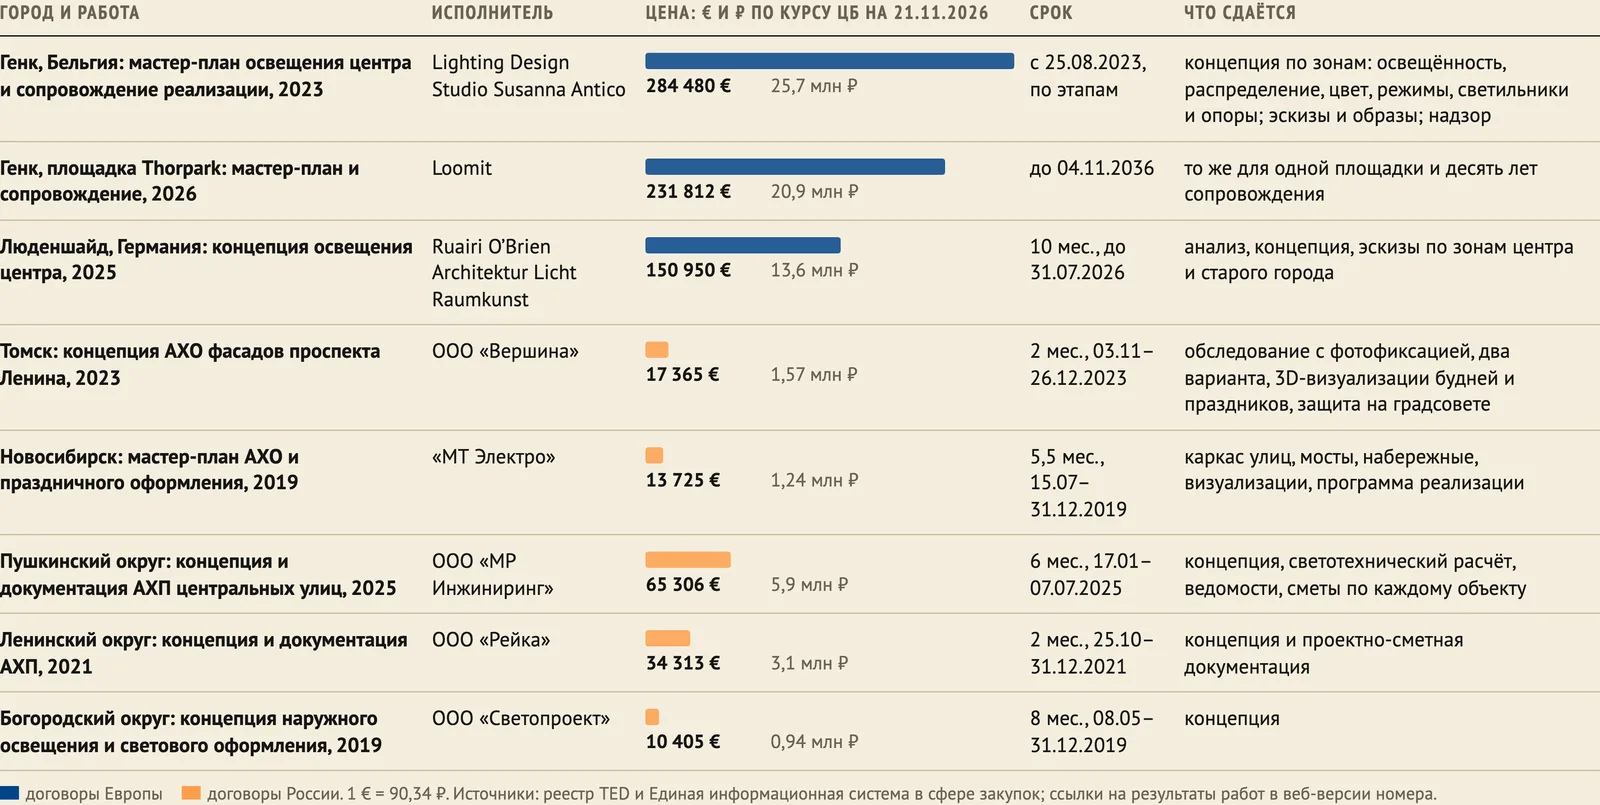 ГОРОД И РАБОТА ИСПОЛНИТЕЛЬ ЦЕНА: € И ₽ ПО КУРСУ ЦБ НА 21.11.2026 СРОК ЧТО СДАЁТСЯ
Генк, Бельгия: мастер-план освещения центра
и сопровождение реализации, 2023
Lighting Design
Studio Susanna Antico
284 480 € 25,7 млн ₽
с 25.08.2023,
по этапам
концепция по зонам: освещённость,
распределение, цвет, режимы, светильники
и опоры; эскизы и образы; надзор
Генк, площадка Thorpark: мастер-план и
сопровождение, 2026
Loomit
231 812 € 20,9 млн ₽
до 04.11.2036
то же для одной площадки и десять лет
сопровождения
Люденшайд, Германия: концепция освещения
центра, 2025
Ruairi O’Brien
Architektur Licht
Raumkunst
150 950 € 13,6 млн ₽
10 мес., до
31.07.2026
анализ, концепция, эскизы по зонам центра
и старого города
Томск: концепция АХО фасадов проспекта
Ленина, 2023
ООО «Вершина»
17 365 € 1,57 млн ₽
2 мес., 03.11–
26.12.2023
обследование с фотофиксацией, два
варианта, 3D-визуализации будней и
праздников, защита на градсовете
Новосибирск: мастер-план АХО и
праздничного оформления, 2019
«МТ Электро»
13 725 € 1,24 млн ₽
5,5 мес.,
15.07–
31.12.2019
каркас улиц, мосты, набережные,
визуализации, программа реализации
Пушкинский округ: концепция и
документация АХП центральных улиц, 2025
ООО «МР
Инжиниринг»
65 306 € 5,9 млн ₽
6 мес., 17.01–
07.07.2025
концепция, светотехнический расчёт,
ведомости, сметы по каждому объекту
Ленинский округ: концепция и документация
АХП, 2021
ООО «Рейка»
34 313 € 3,1 млн ₽
2 мес., 25.10–
31.12.2021
концепция и проектно-сметная
документация
Богородский округ: концепция наружного
освещения и светового оформления, 2019
ООО «Светопроект»
10 405 € 0,94 млн ₽
8 мес., 08.05–
31.12.2019
концепция
договоры Европы договоры России. 1 € = 90,34 ₽. Источники: реестр TED и Единая информационная система в сфере закупок; ссылки на результаты работ в веб-версии номера.